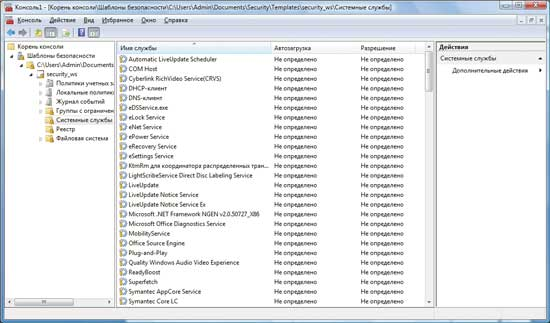 Консоль1 - [Корень консоли\Шаблоны безопасности\C:\Users\Admin\Documents\Security\Templates\security_ws\Системные службы]
Консоль Действие Вид Избранное Окно Справка
Корень консоли
Шаблоны безопасности
C:\Users\Admin\Documents
security_ws
Политики учетных з
Локальные политик
Журнал событий
Группы с ограничен
Системные службы
Реестр
Файловая система
Имя службы Автозагрузка Разрешение
Automatic LiveUpdate Scheduler Не определено Не определено
COM Host Не определено Не определено
Cyberlink RichVideo Service(CRVS) Не определено Не определено
DHCP-клиент Не определено Не определено
DNS-клиент Не определено Не определено
eDSService.exe Не определено Не определено
eLock Service Не определено Не определено
eNet Service Не определено Не определено
ePower Service Не определено Не определено
eRecovery Service Не определено Не определено
eSettings Service Не определено Не определено
KtmRm для координатора распределенных тран... Не определено Не определено
LightScribeService Direct Disc Labeling Service Не определено Не определено
LiveUpdate Не определено Не определено
LiveUpdate Notice Service Не определено Не определено
LiveUpdate Notice Service Ex Не определено Не определено
Microsoft .NET Framework NGEN v2.0.50727_X86 Не определено Не определено
Microsoft Office Diagnostics Service Не определено Не определено
MobilityService Не определено Не определено
Office Source Engine Не определено Не определено
Plug-and-Play Не определено Не определено
Quality Windows Audio Video Experience Не определено Не определено
ReadyBoost Не определено Не определено
Superfetch Не определено Не определено
Symantec AppCore Service Не определено Не определено
Symantec Core LC Не определено Не определено
Действия
Системные службы
Дополнительные действия